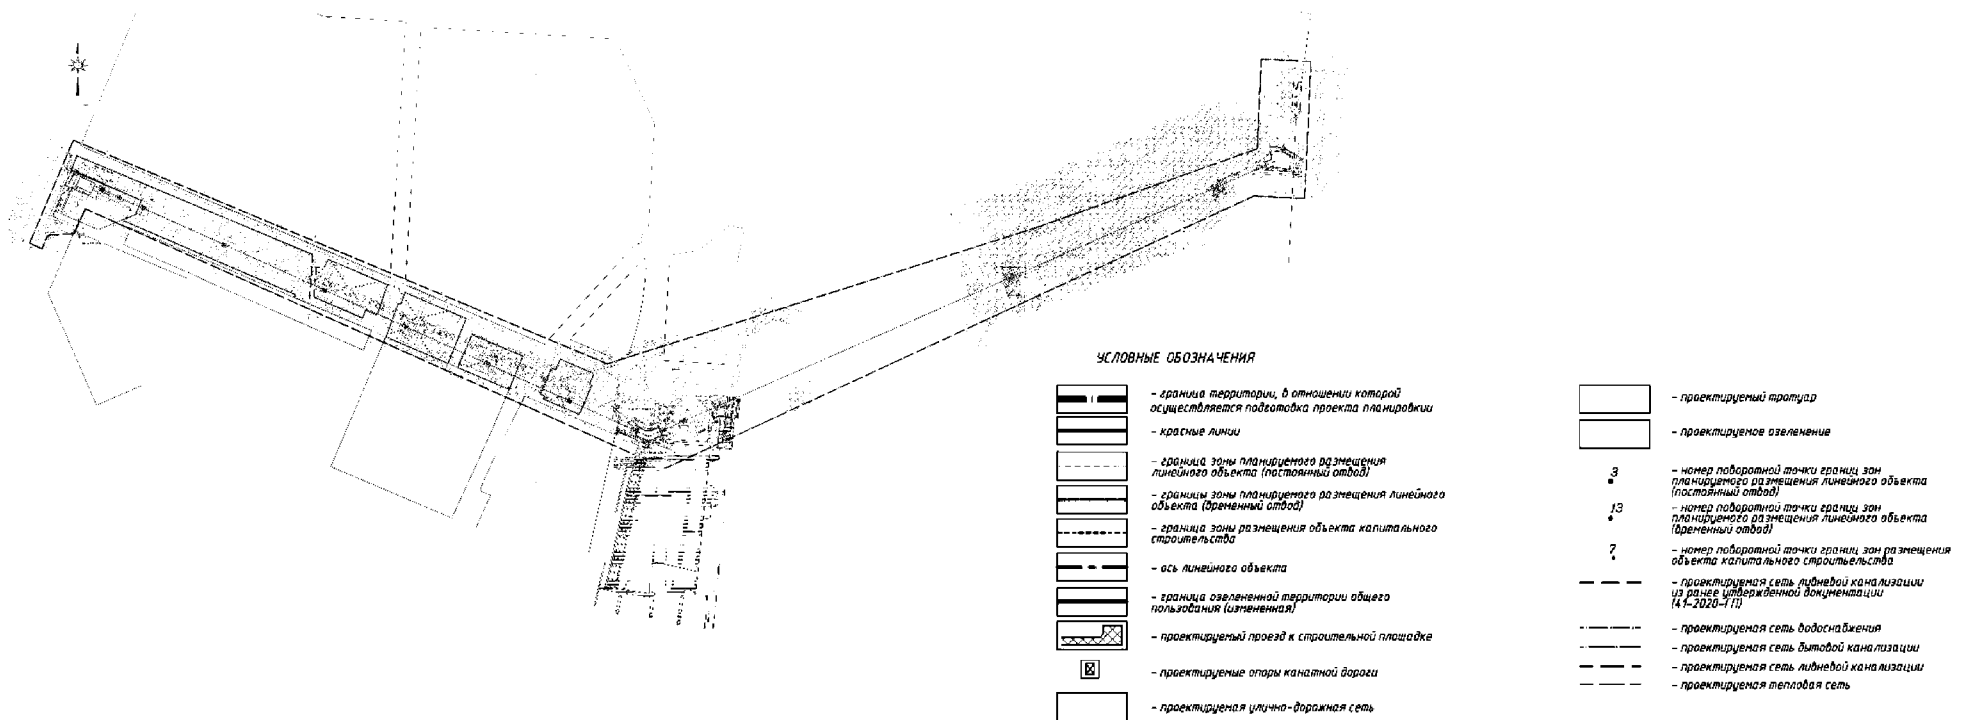 УСЛОВНЫЕ ОБОЗНАЧЕНИЯ
- граница территории, в отношении которой
осуществляется подготовка проекта планировкии
- красные линии
- граница зоны планируемого размещения
линейного объекта (постоянный отвод)
- границы зоны планируемого размещения линейного
объекта (временный отвод)
- граница зоны размещения объекта капитального
строительства
- ось линейного объекта
- граница озелененной территории общего
пользования (измененная)
- проектируемый проезд к строительной площадке
- проектируемые опоры канатной дороги
- проектируемая улично-дорожная сеть
- проектируемый тротуар
- проектируемое озеленение
3
- номер поворотной точки границ зон
планируемого размещения линейного объекта
(постоянный отвод)
13
- номер поворотной точки границ зон
планируемого размещения линейного объекта
(временный отвод)
7
- номер поворотной точки границ зон размещения
объекта капитального строительства
- проектируемая сеть ливневой канализации
из ранее утвержденной документации
(41-2020-ГП)
- проектируемая сеть водоснабжения
- проектируемая сеть бытовой канализации
- проектируемая сеть ливневой канализации
- проектируемая тепловая сеть